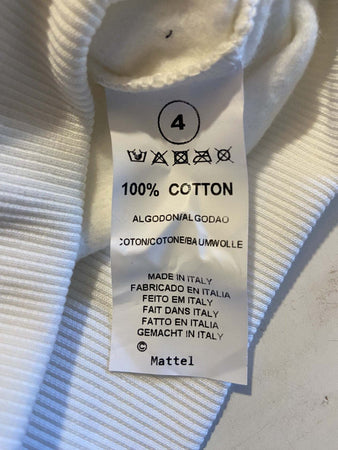 4
100% COTTON
ALGODON/ALGODAO
COTON/COTONE/BAUMWOLLE
MADE IN ITALY
FABRICADO EN ITALIA
FEITO EM ITALY
FAIT DANS ITALY
FATTO EN ITALIA
GEMACHT IN ITALY
©
Mattel